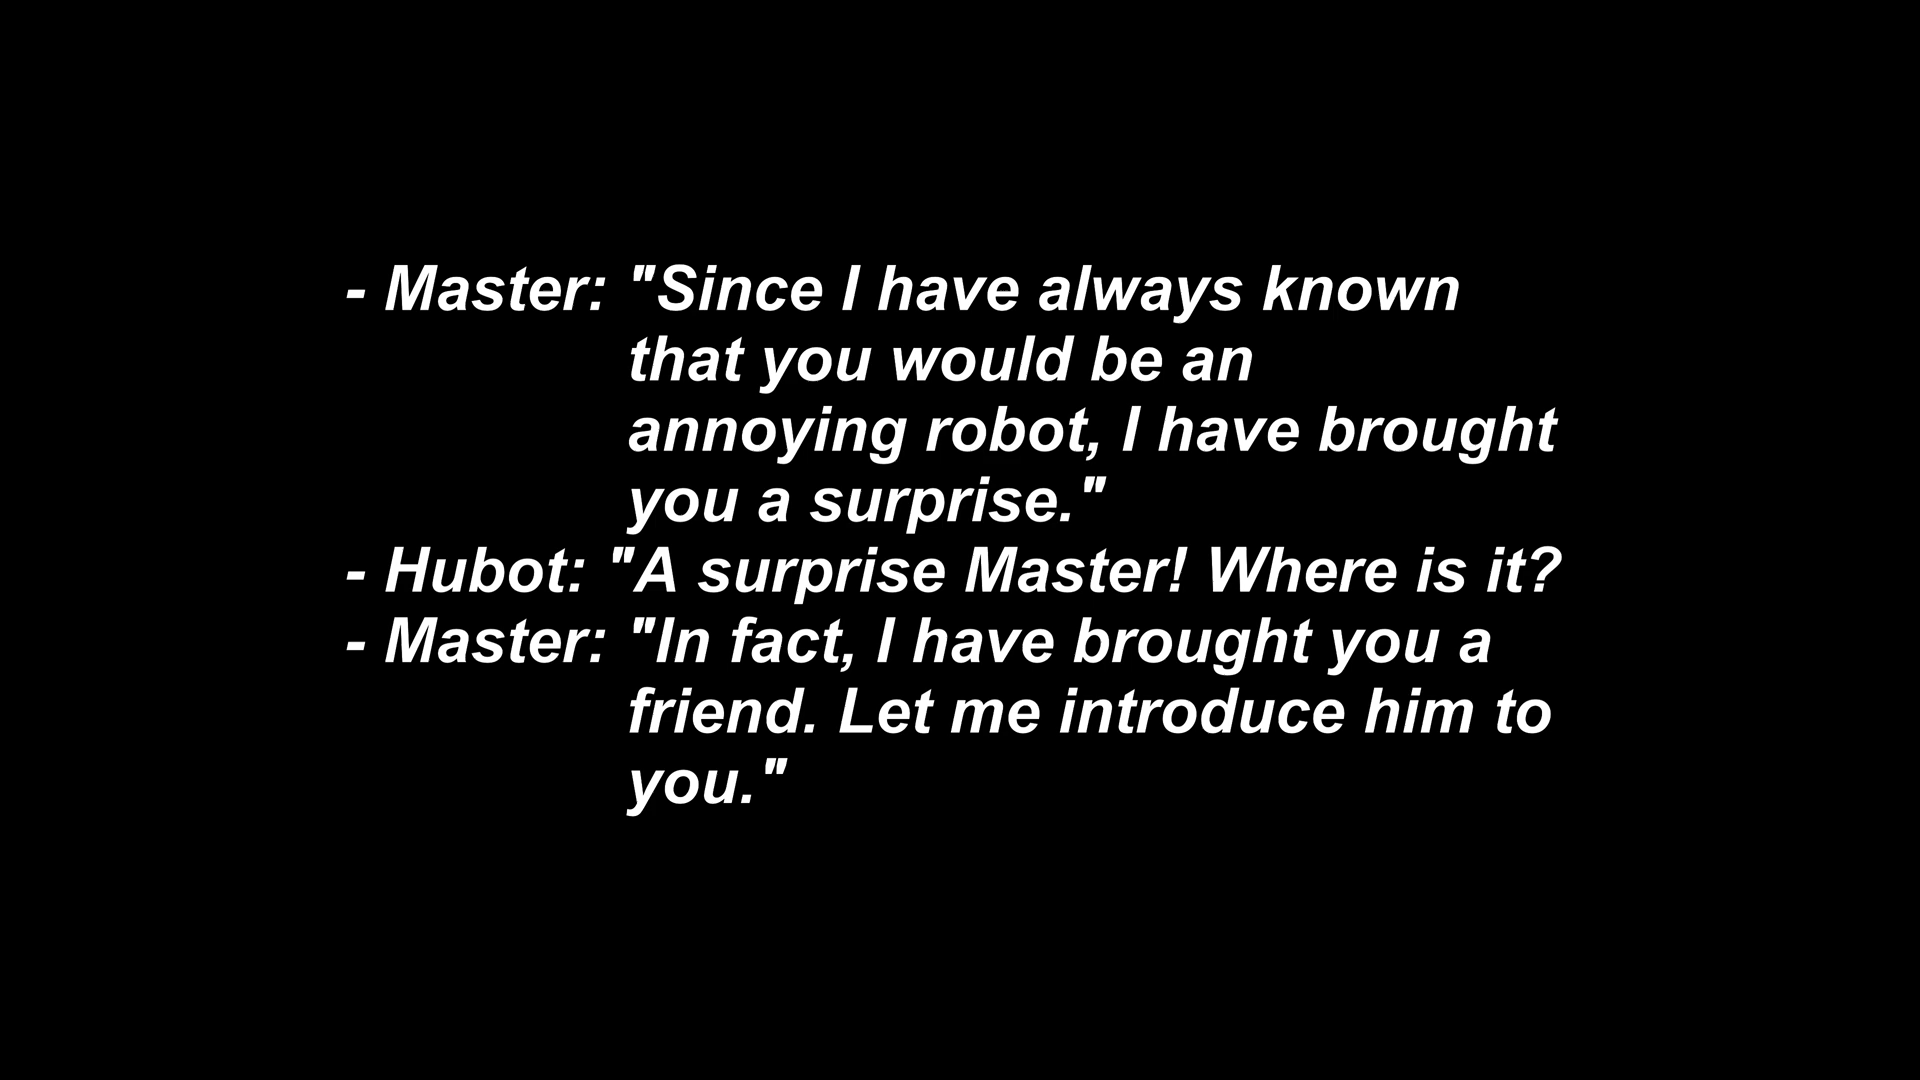 - Master: "Since I have always known
that you would be an
annoying robot, I have brought
you a surprise."
- Hubot: "A surprise Master! Where is it?
- Master: "In fact, I have brought you a
friend. Let me introduce him to
you."